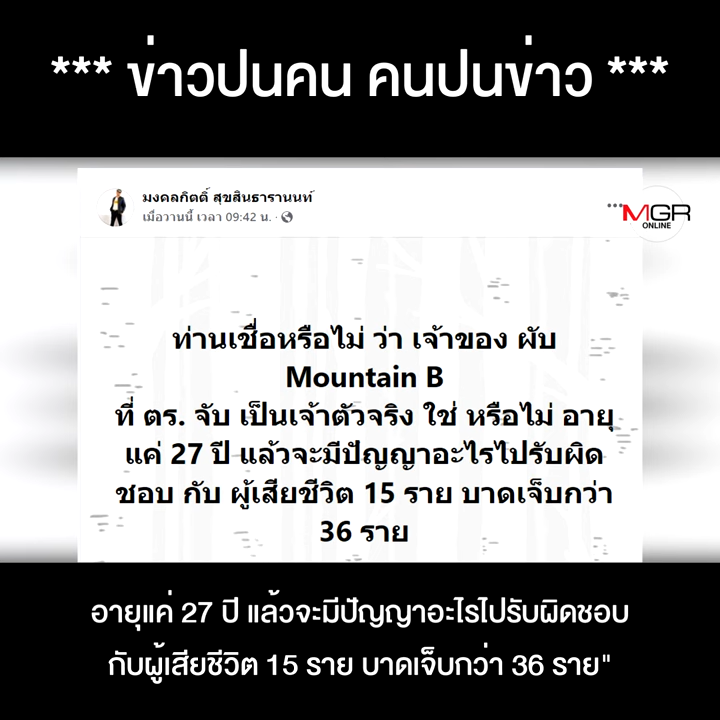 *** ข่าวปนคน คนปนข่าว ***
มงคลกิตติ์ สุขสินธารานนท์
เมื่อวานนี้ เวลา 09:42 น. ·
MGR
ONLINE
ท่านเชื่อหรือไม่ ว่า เจ้าของ ผับ
Mountain B
ที่ ตร. จับ เป็นเจ้าตัวจริง ใช่ หรือไม่ อายุ
แค่ 27 ปี แล้วจะมีปัญญาอะไรไปรับผิด
ชอบ กับ ผู้เสียชีวิต 15 ราย บาดเจ็บกว่า
36 ราย
อายุแค่ 27 ปี แล้วจะมีปัญญาอะไรไปรับผิดชอบ
กับผู้เสียชีวิต 15 ราย บาดเจ็บกว่า 36 ราย"